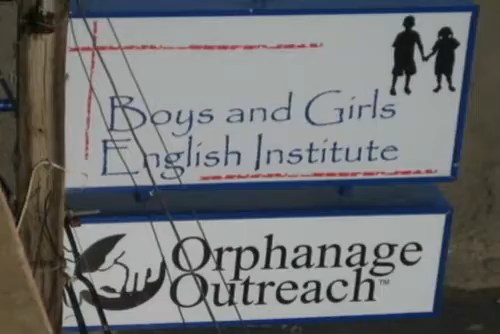 Boys and Girls
English Institute
Orphanage
Outreach™